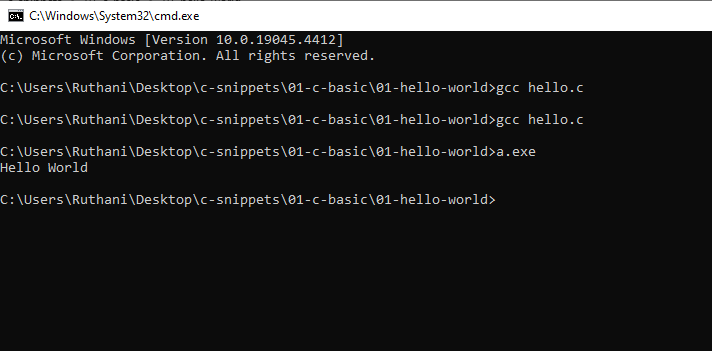 C:\Windows\System32\cmd.exe
Microsoft Windows [Version 10.0.19045.4412]
(c) Microsoft Corporation. All rights reserved.
C:\Users\Ruthani\Desktop\c-snippets\01-c-basic\01-hello-world>gcc hello.c
C:\Users\Ruthani\Desktop\c-snippets\01-c-basic\01-hello-world>gcc hello.c
C:\Users\Ruthani\Desktop\c-snippets\01-c-basic\01-hello-world>a.exe
Hello World
C:\Users\Ruthani\Desktop\c-snippets\01-c-basic\01-hello-world>